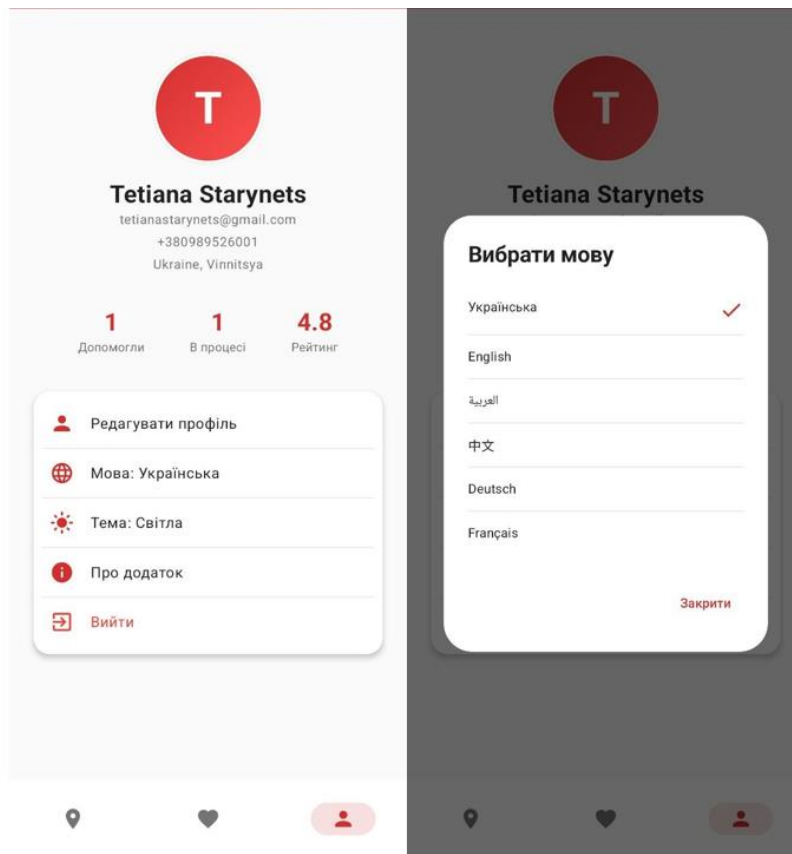 T
Tetiana Starynets
tetianastarynets@gmail.com
+380989526001
Ukraine, Vinnitsya
1
1
4.8
Допомогли
В процесі
Рейтинг
Редагувати профіль
Мова: Українська
Тема: Світла
Про додаток
Вийти
T
Tetiana Starynets
Вибрати мову
Українська
English
العربية
中文
Deutsch
Français
Закрити